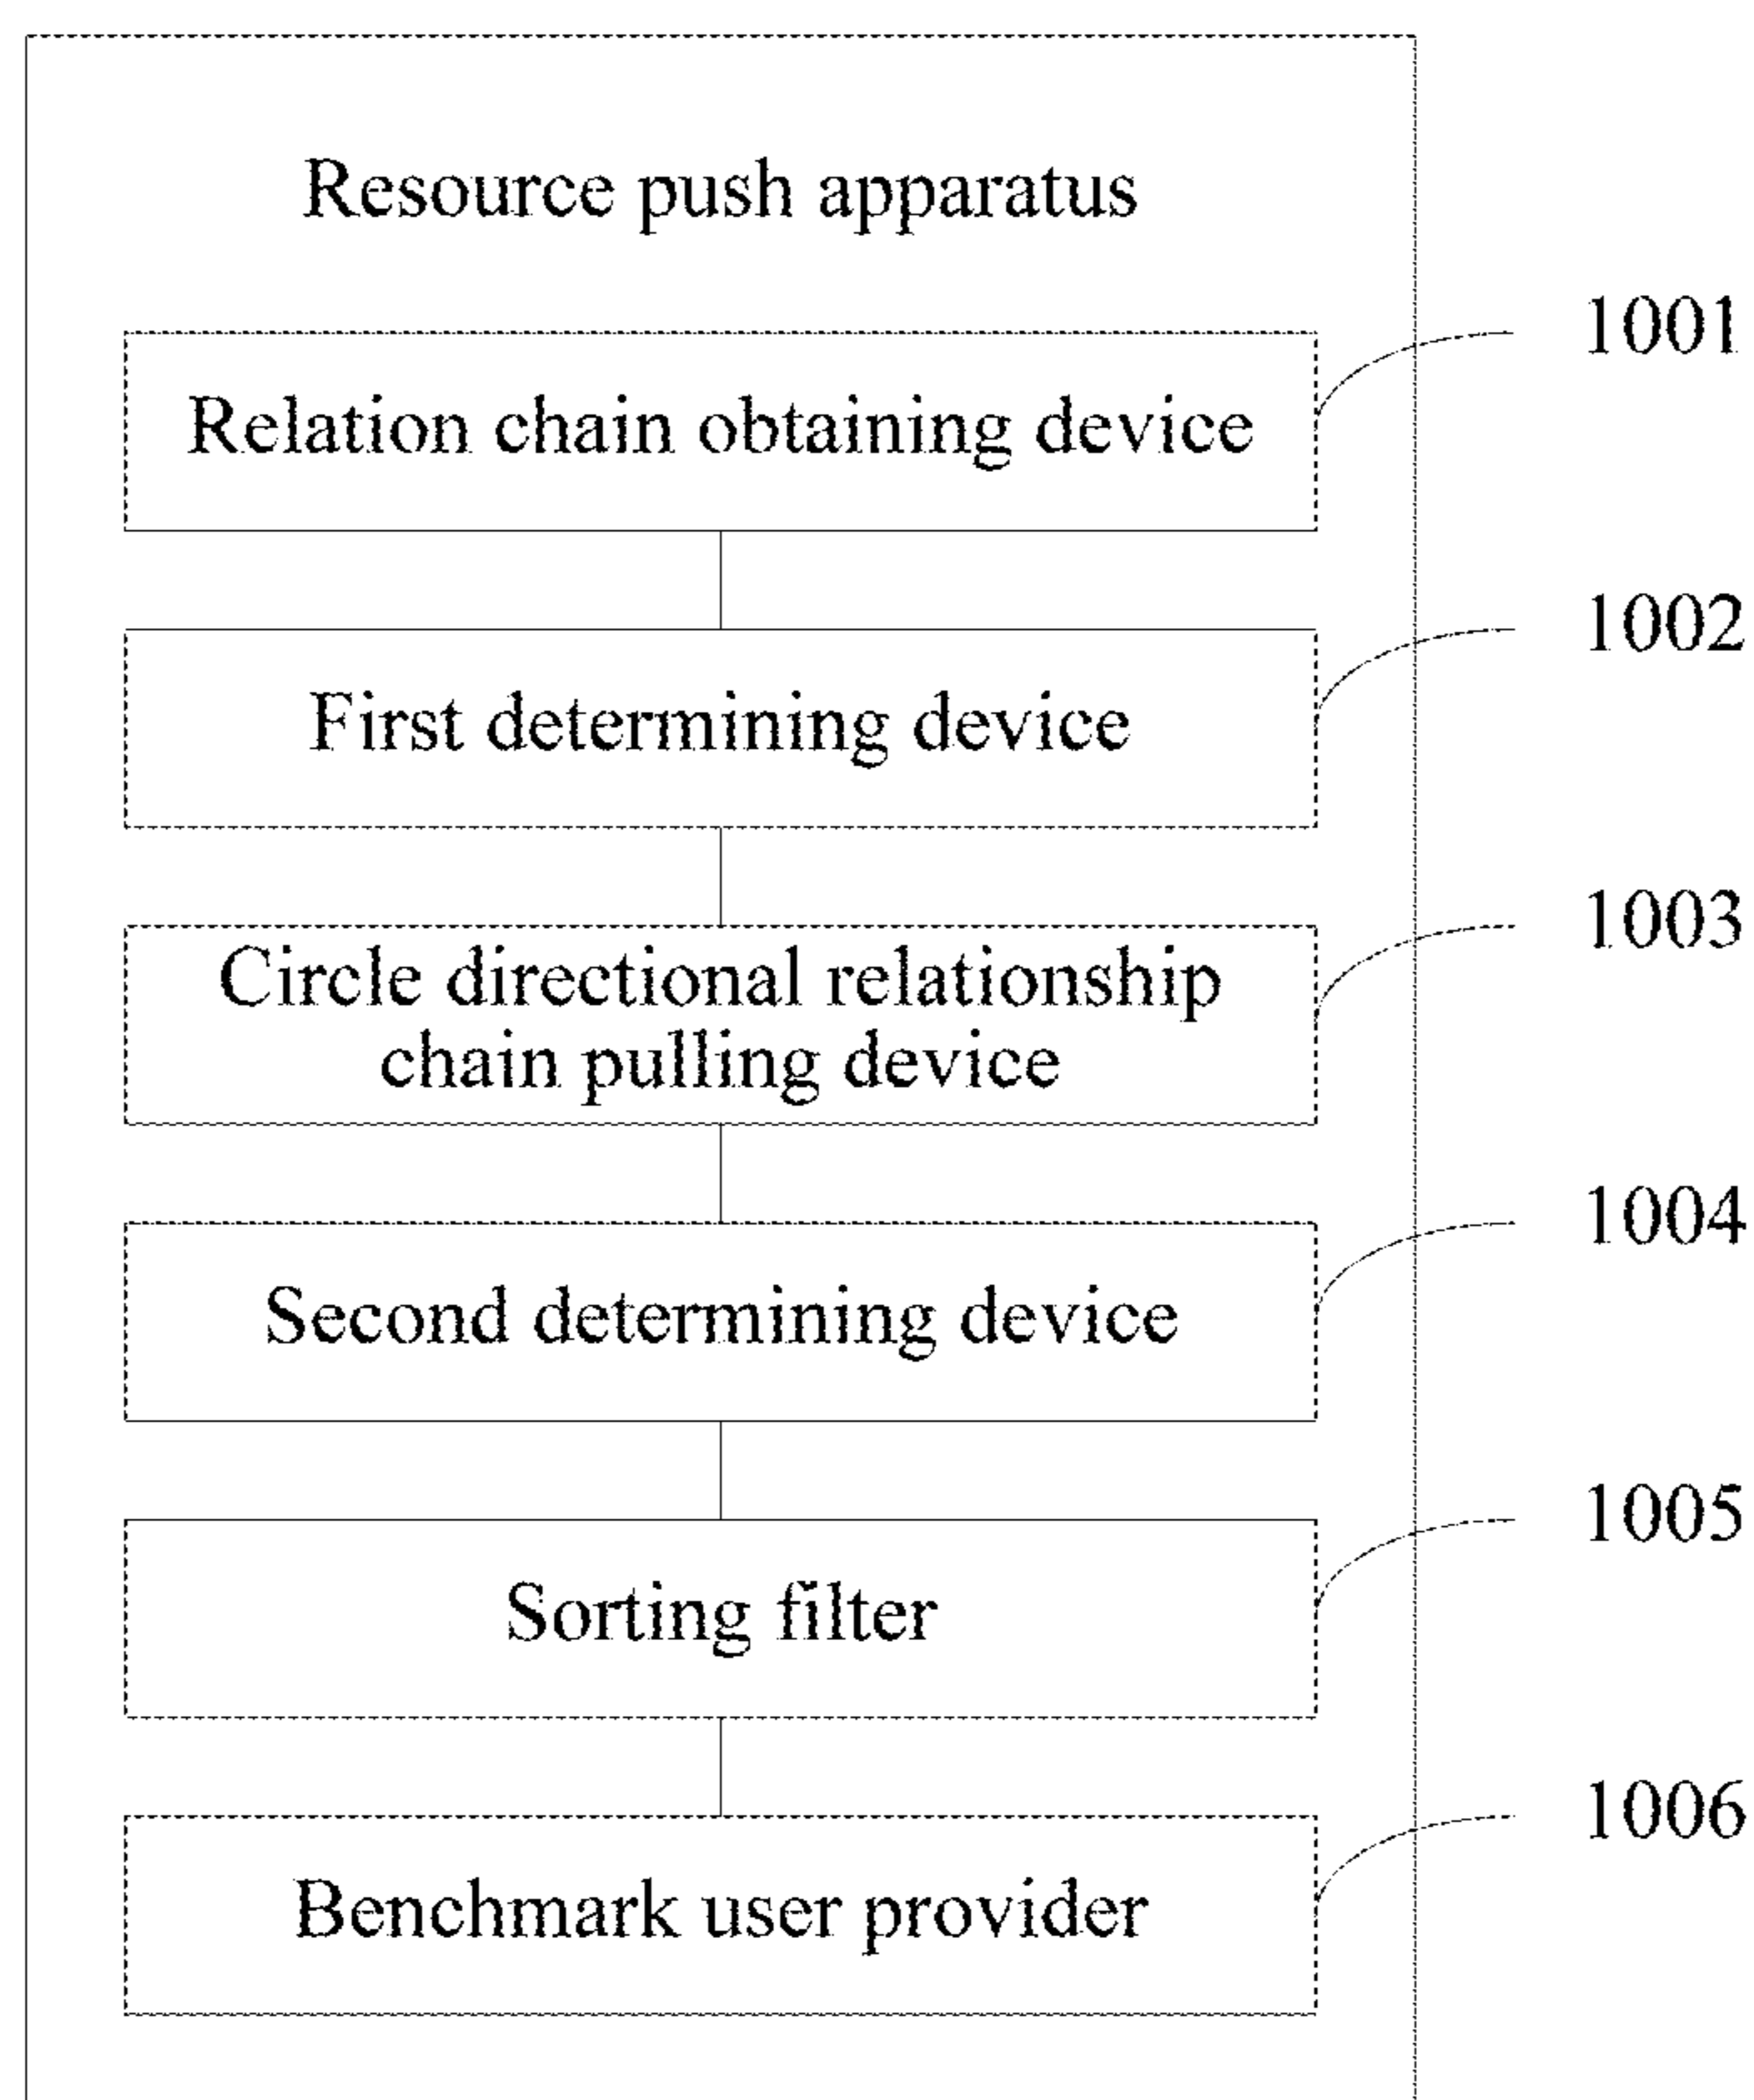 Resource push apparatus
1001
Relation chain obtaining device
1002
First determining device
1003
Circle directional relationship
chain pulling device
1004
Second determining device
1005
Sorting filter
1006
Benchmark user provider